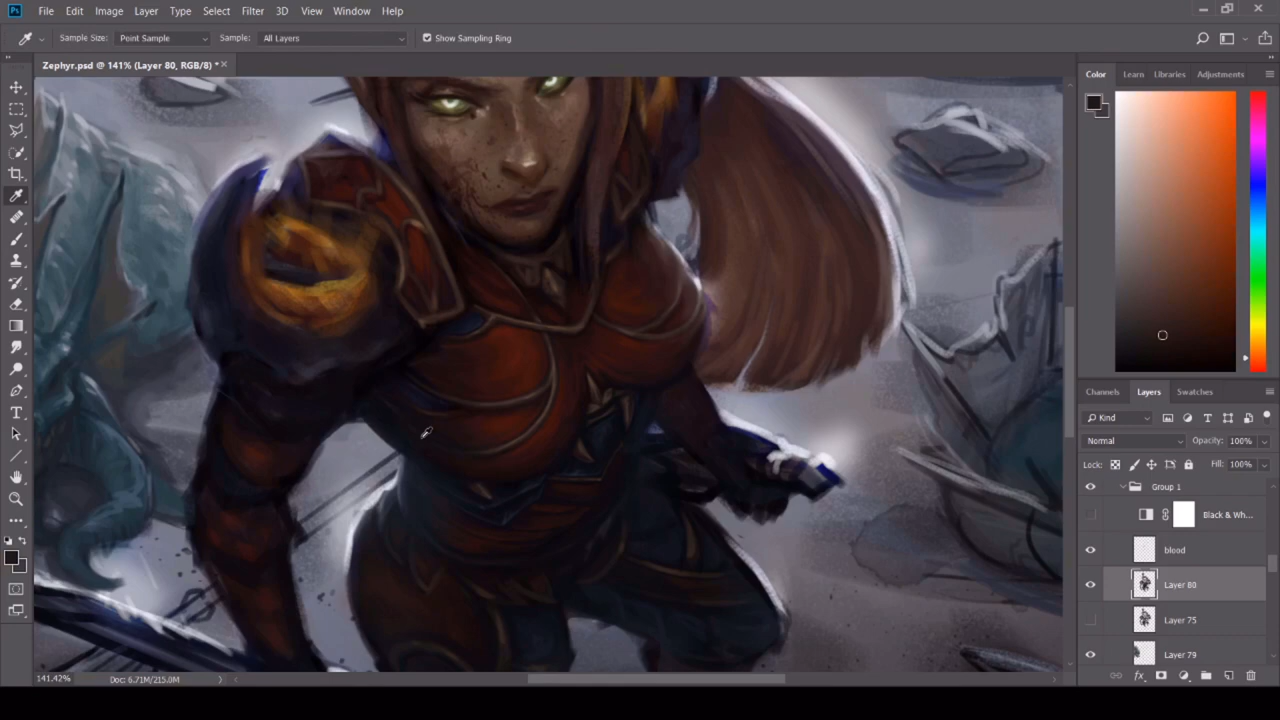 Ps File Edit Image Layer Type Select Filter 3D View Window Help
Sample Size: Point Sample Sample: All Layers Show Sampling Ring
Zephyr.psd @ 141% (Layer 80, RGB/8) *
Color Learn Libraries Adjustments
Channels Layers Swatches
Kind
Normal Opacity: 100%
Lock: Fill: 100%
Group 1
Black & Wh...
blood
Layer 80
Layer 75
Layer 79
141.42% Doc: 6.71M/215.0M